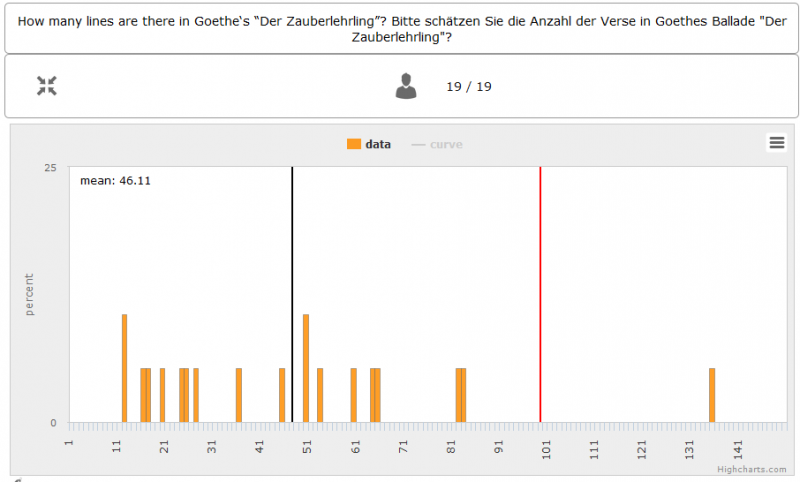 How many lines are there in Goethe's “Der Zauberlehrling”? Bitte schätzen Sie die Anzahl der Verse in Goethes Ballade "Der
Zauberlehrling"?
19 / 19
data curve
25
mean: 46.11
percent
0
1 11 21 31 41 51 61 71 81 91 101 111 121 131 141
Highcharts.com